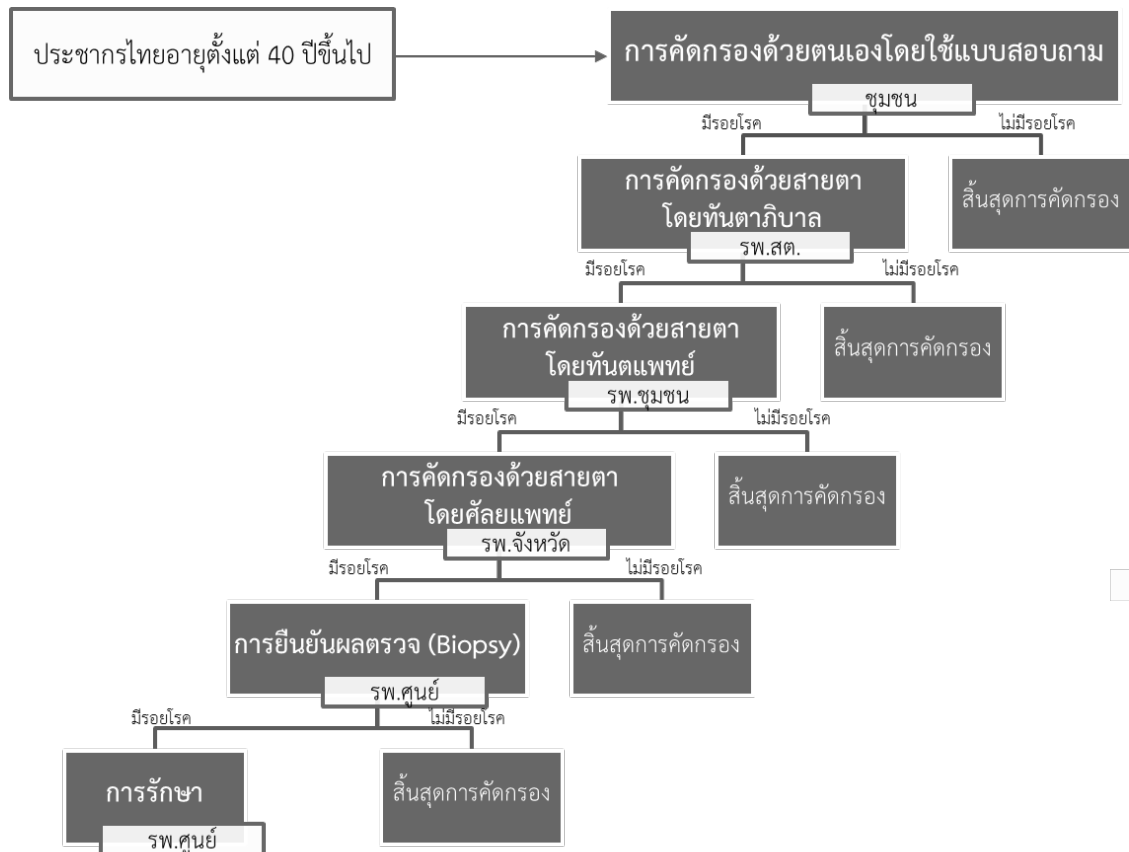 ประชากรไทยอายุตั้งแต่ 40 ปีขึ้นไป
การคัดกรองด้วยตนเองโดยใช้แบบสอบถาม
ชุมชน
มีรอยโรค
ไม่มีรอยโรค
การคัดกรองด้วยสายตา
โดยทันตาภิบาล
รพ.สต.
สิ้นสุดการคัดกรอง
มีรอยโรค
ไม่มีรอยโรค
การคัดกรองด้วยสายตา
โดยทันตแพทย์
รพ.ชุมชน
สิ้นสุดการคัดกรอง
มีรอยโรค
ไม่มีรอยโรค
การคัดกรองด้วยสายตา
โดยศัลยแพทย์
รพ.จังหวัด
สิ้นสุดการคัดกรอง
มีรอยโรค
ไม่มีรอยโรค
การยืนยันผลตรวจ (Biopsy)
รพ.ศูนย์
สิ้นสุดการคัดกรอง
มีรอยโรค
ไม่มีรอยโรค
การรักษา
รพ.ศูนย์
สิ้นสุดการคัดกรอง